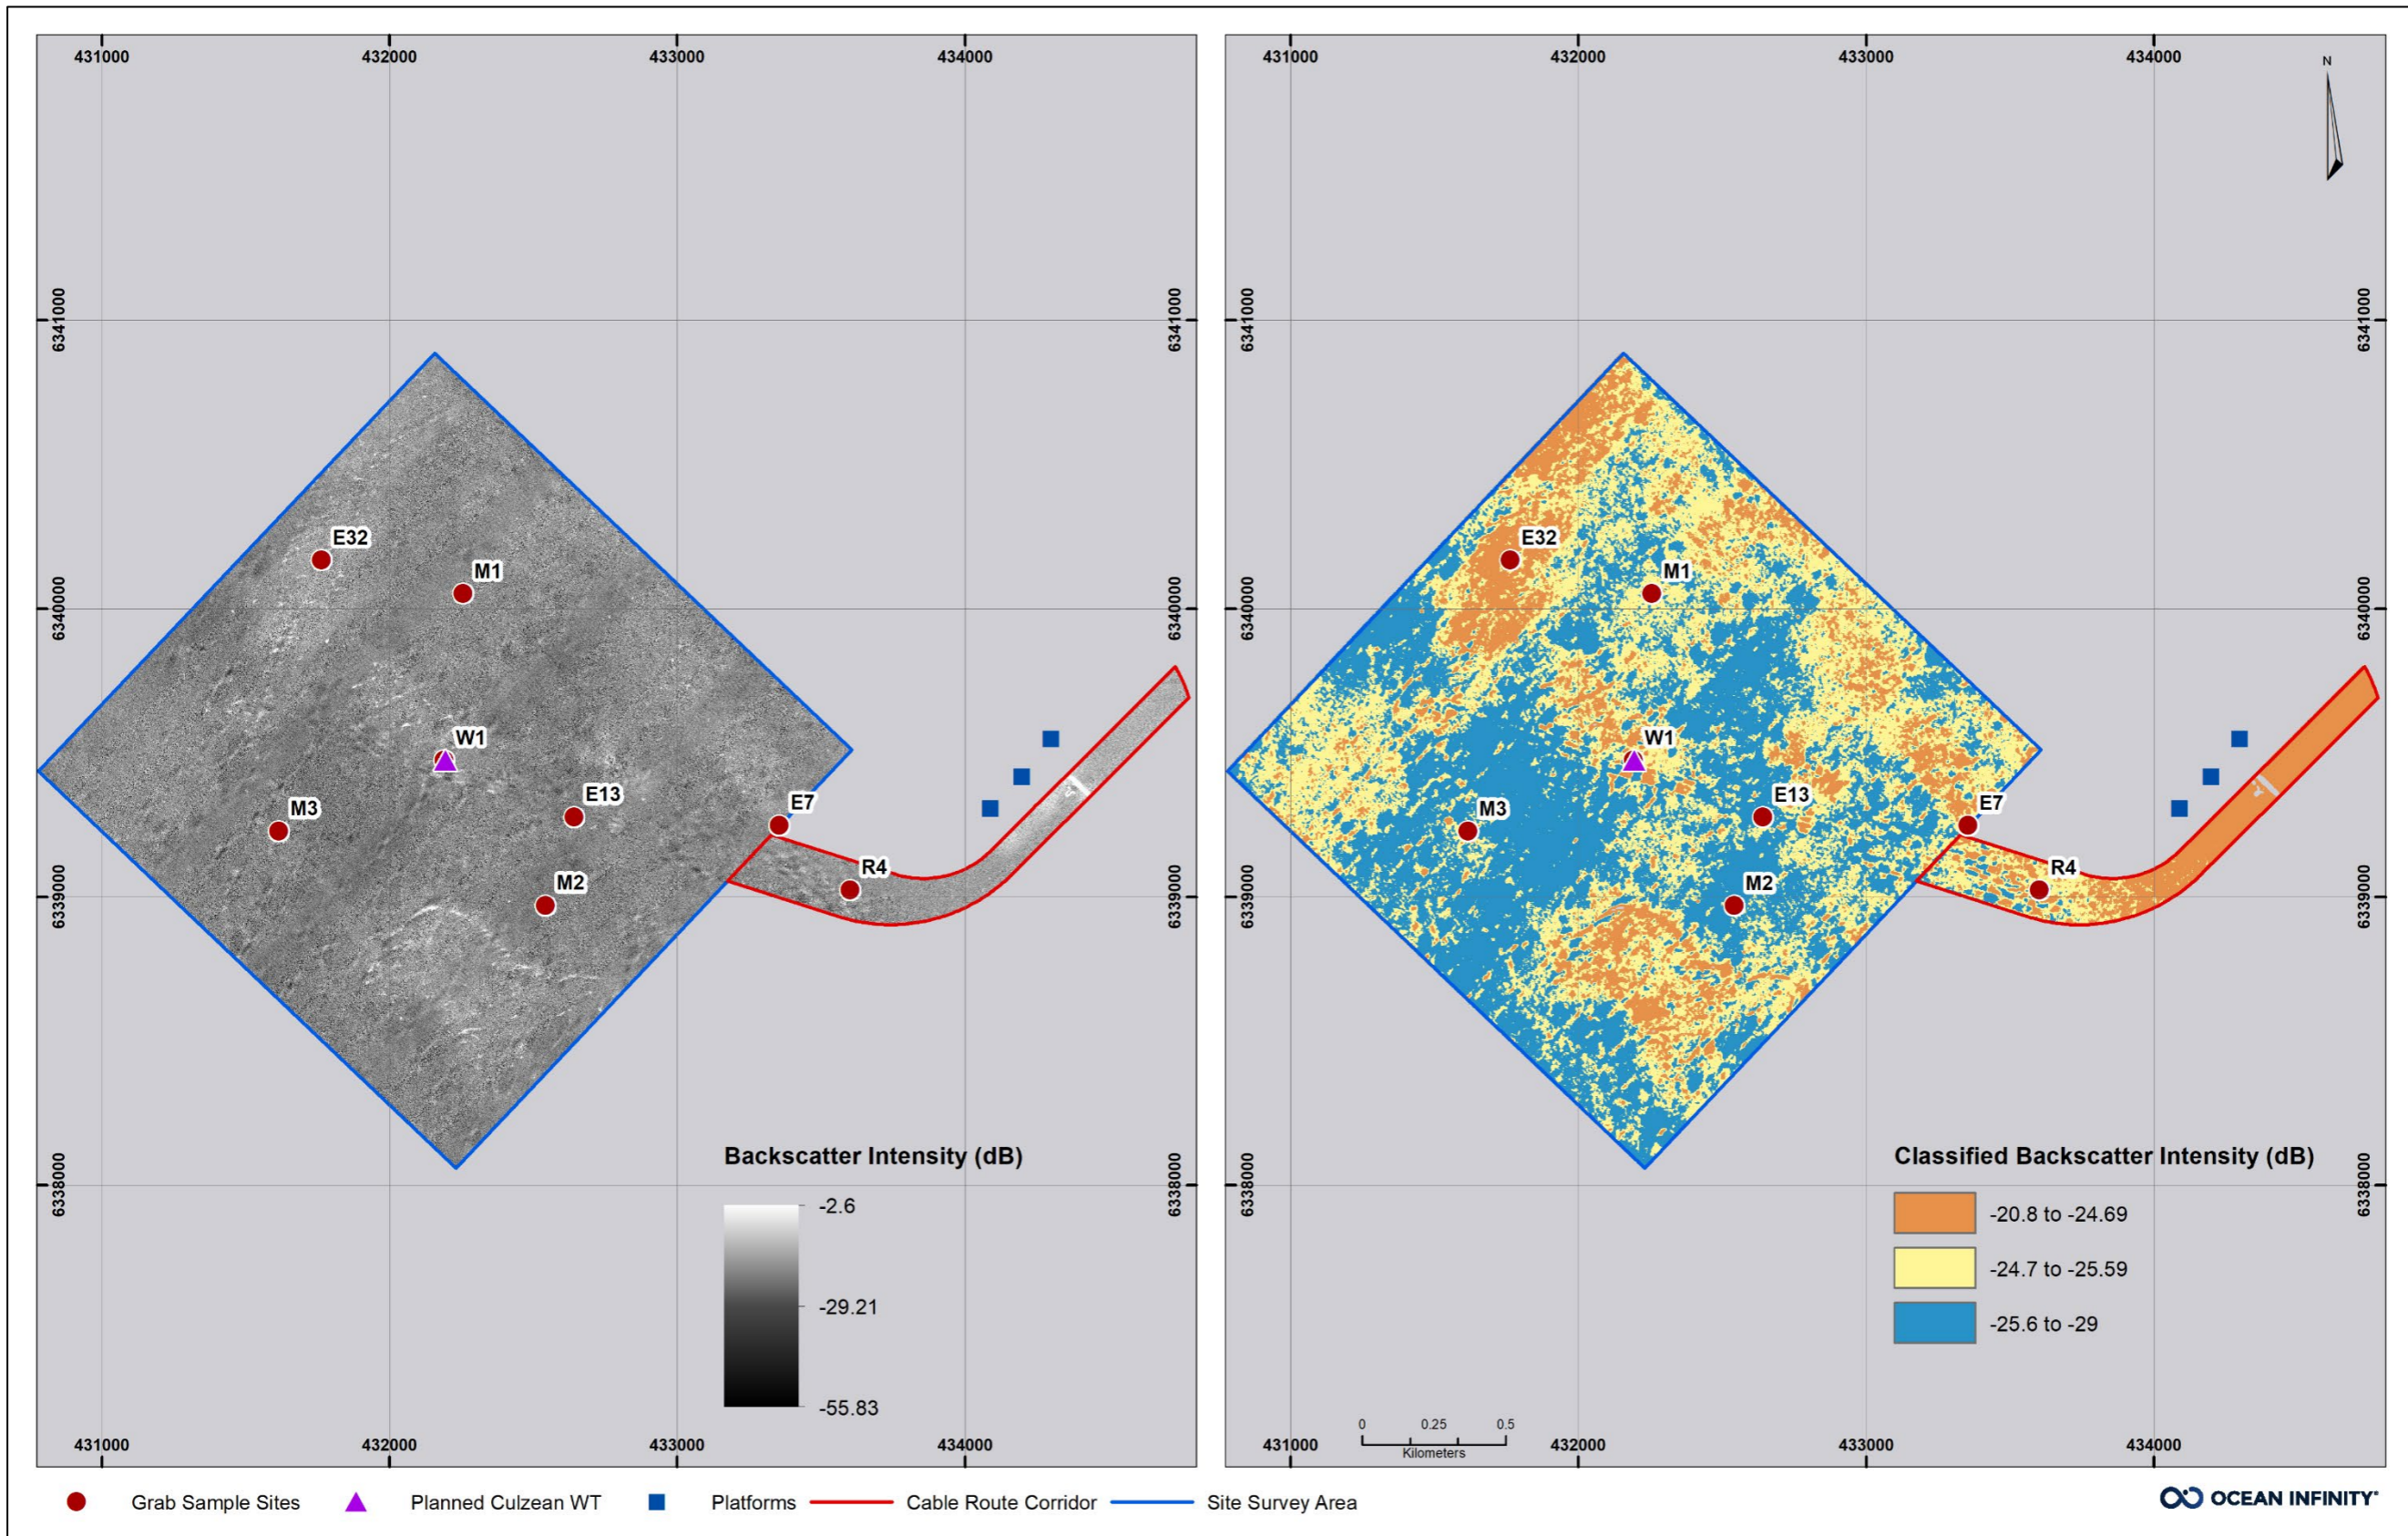 431000 432000 433000 434000
431000 432000 433000 434000
N
6341000 6341000
6341000 6341000
E32
M1
E32
M1
6340000 6340000
6340000 6340000
W1
W1
M3
E13
E7
M3
E13
E7
R4
M2
R4
M2
6339000 6339000
6339000 6339000
Backscatter Intensity (dB)
-2.6
-29.21
-55.83
Classified Backscatter Intensity (dB)
-20.8 to -24.69
-24.7 to -25.59
-25.6 to -29
6338000 6338000
6338000 6338000
0 0.25 0.5
Kilometers
431000 432000 433000 434000
431000 432000 433000 434000
Grab Sample Sites Planned Culzean WT Platforms Cable Route Corridor Site Survey Area
OCEAN INFINITY